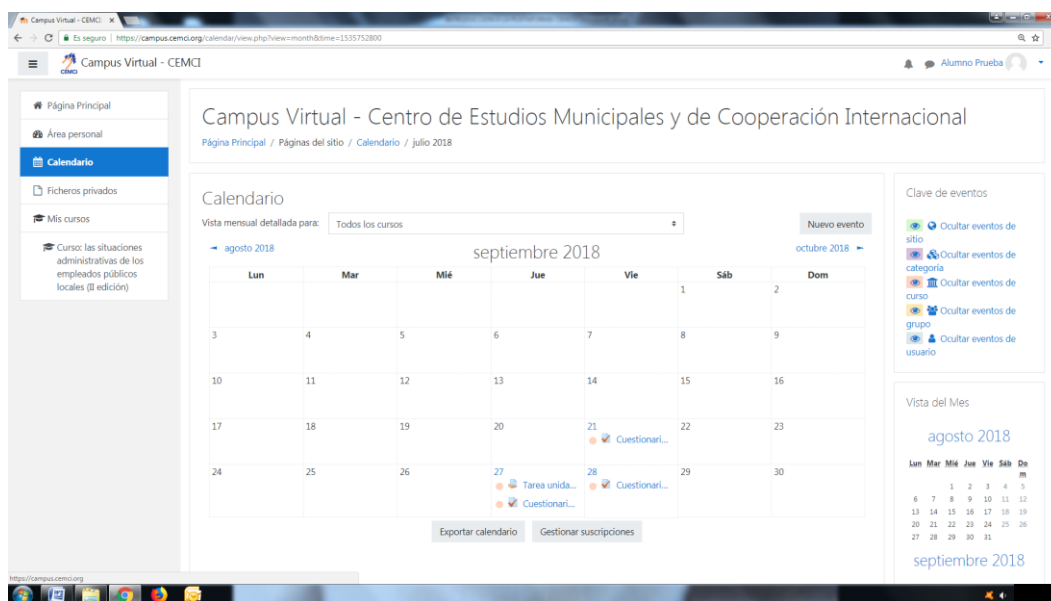 Campus Virtual - CEMCI:
Es seguro | https://campus.cemci.org/calendar/view.php?view=month&time=1535752800
CEMCI
Campus Virtual - CEMCI
Alumno Prueba
Página Principal
Área personal
Calendario
Ficheros privados
Mis cursos
Curso: las situaciones
administrativas de los
empleados públicos
locales (II edición)
Campus Virtual - Centro de Estudios Municipales y de Cooperación Internacional
Página Principal / Páginas del sitio / Calendario / julio 2018
Calendario
Vista mensual detallada para: Todos los cursos Nuevo evento
agosto 2018 septiembre 2018 octubre 2018
Lun Mar Mié Jue Vie Sáb Dom
1 2
3 4 5 6 7 8 9
10 11 12 13 14 15 16
17 18 19 20 21 22 23
Cuestionari...
24 25 26 27 28 29 30
Tarea unida... Cuestionari...
Cuestionari...
Exportar calendario Gestionar suscripciones
Clave de eventos
Ocultar eventos de
sitio
Ocultar eventos de
categoría
Ocultar eventos de
curso
Ocultar eventos de
grupo
Ocultar eventos de
usuario
Vista del Mes
agosto 2018
Lun Mar Mié Jue Vie Sáb Do
m
1 2 3 4 5
6 7 8 9 10 11 12
13 14 15 16 17 18 19
20 21 22 23 24 25 26
27 28 29 30 31
septiembre 2018
https://campus.cemci.org